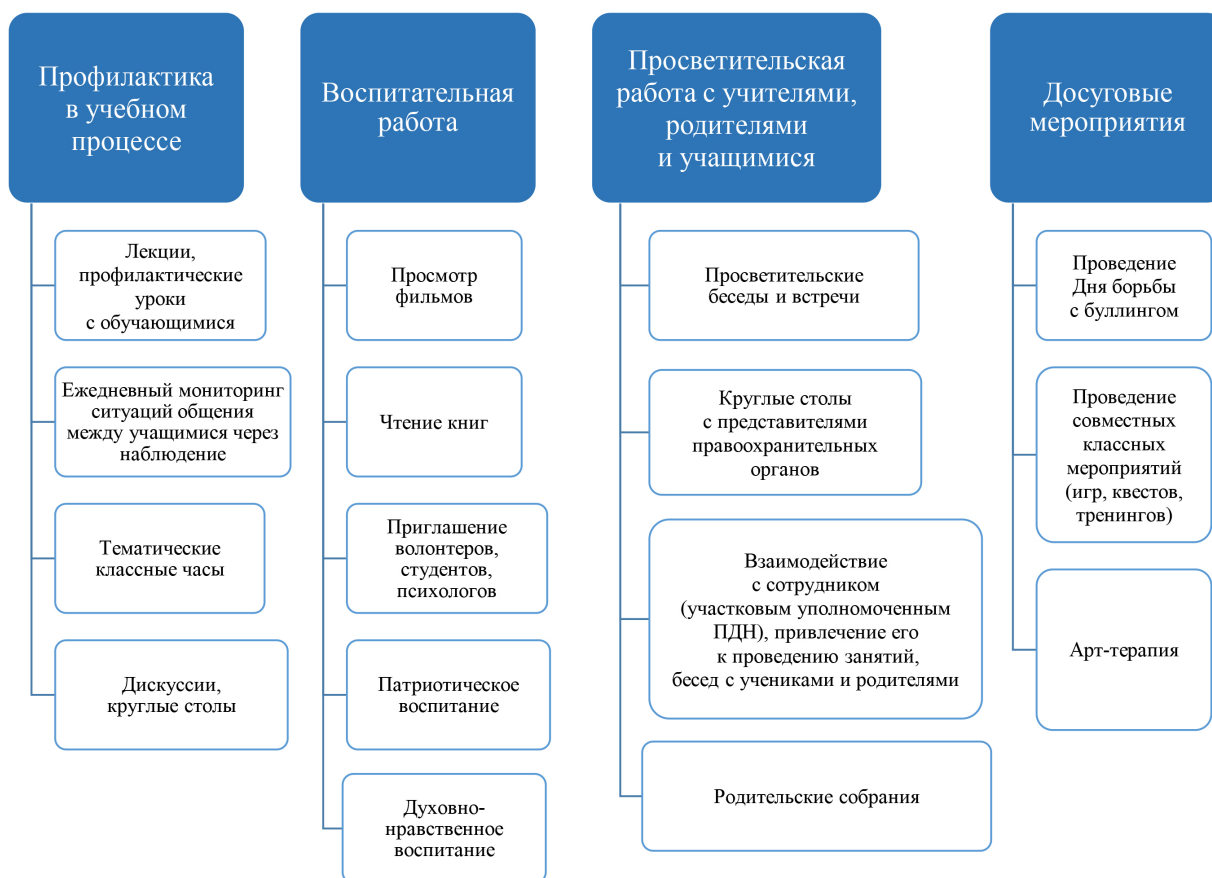 Профилактика
в учебном
процессе
Лекции,
профилактические
уроки
с обучающимися
Ежедневный мониторинг
ситуаций общения
между учащимися через
наблюдение
Тематические
классные часы
Дискуссии,
круглые столы
Воспитательная
работа
Просмотр
фильмов
Чтение книг
Приглашение
волонтеров,
студентов,
психологов
Патриотическое
воспитание
Духовно-
нравственное
воспитание
Просветительская
работа с учителями,
родителями
и учащимися
Просветительские
беседы и встречи
Круглые столы
с представителями
правоохранительных
органов
Взаимодействие
с сотрудником
(участковым уполномоченным
ПДН), привлечение его
к проведению занятий,
бесед с учениками и родителями
Родительские собрания
Досуговые
мероприятия
Проведение
Дня борьбы
с буллингом
Проведение
совместных
классных
мероприятий
(игр, квестов,
тренингов)
Арт-терапия